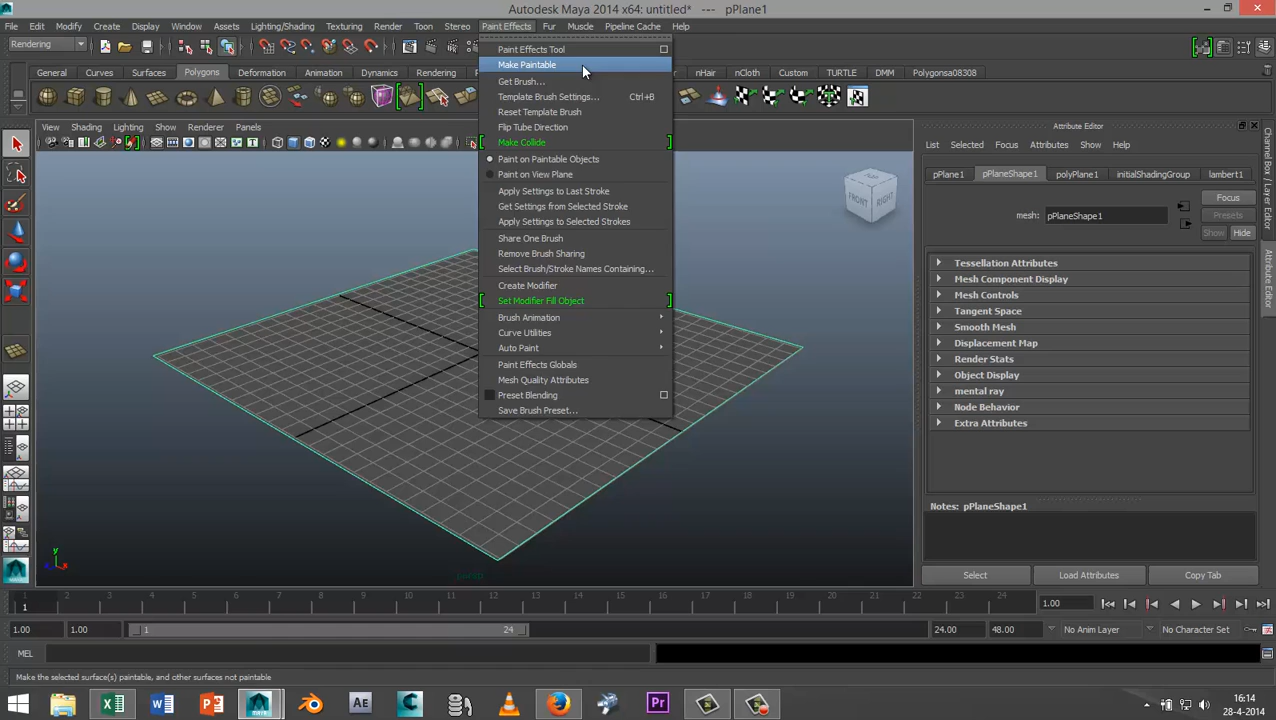 Autodesk Maya 2014 x64: untitled* --- pPlane1
File Edit Modify Create Display Window Assets Lighting/Shading Texturing Render Toon Stereo Paint Effects Fur Muscle Pipeline Cache Help
Rendering
General Curves Surfaces Polygons Deformation Animation Dynamics Rendering nHair nCloth Custom TURTLE DMM Polygonsa08308
View Shading Lighting Show Renderer Panels
Paint Effects Tool
Make Paintable
Get Brush...
Template Brush Settings... Ctrl+B
Reset Template Brush
Flip Tube Direction
Make Collide
Paint on Paintable Objects
Paint on View Plane
Apply Settings to Last Stroke
Get Settings from Selected Stroke
Apply Settings to Selected Strokes
Share One Brush
Remove Brush Sharing
Select Brush/Stroke Names Containing...
Create Modifier
Set Modifier Fill Object
Brush Animation
Curve Utilities
Auto Paint
Paint Effects Globals
Mesh Quality Attributes
Preset Blending
Save Brush Preset...
FRONT RIGHT
y
x
Attribute Editor
List Selected Focus Attributes Show Help
pPlane1 pPlaneShape1 polyPlane1 initialShadingGroup lambert1
Focus
mesh: pPlaneShape1
Presets
Show Hide
Tessellation Attributes
Mesh Component Display
Mesh Controls
Tangent Space
Smooth Mesh
Displacement Map
Render Stats
Object Display
mental ray
Node Behavior
Extra Attributes
Notes: pPlaneShape1
Select Load Attributes Copy Tab
Channel Box / Layer Editor
Attribute Editor
1 2 3 4 5 6 7 8 9 10 11 12 13 14 15 16 17 18 19 20 21 22 23 24
1
1.00
1.00 1.00 1 24 24.00 48.00 No Anim Layer No Character Set
MEL
Make the selected surface(s) paintable, and other surfaces not paintable
MAYA AE Pr
16:14
28-4-2014